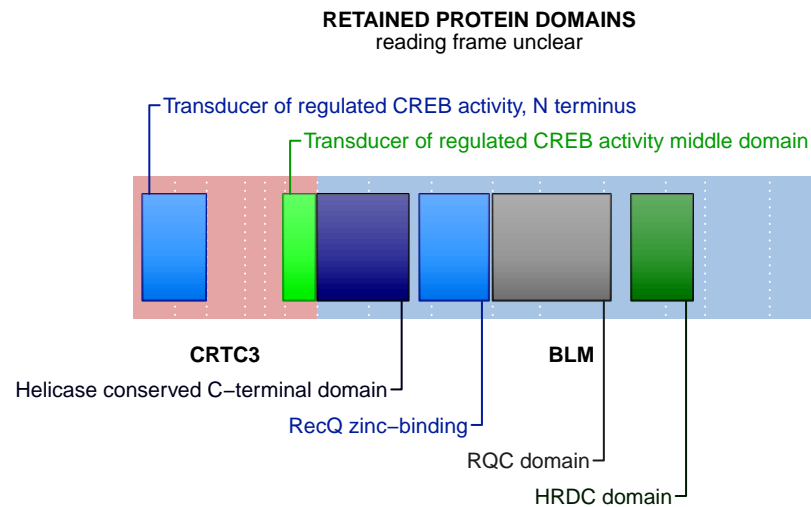 RETAINED PROTEIN DOMAINS
reading frame unclear
Transducer of regulated CREB activity, N terminus
Transducer of regulated CREB activity middle domain
CRTC3
BLM
Helicase conserved C−terminal domain
RecQ zinc−binding
RQC domain
HRDC domain